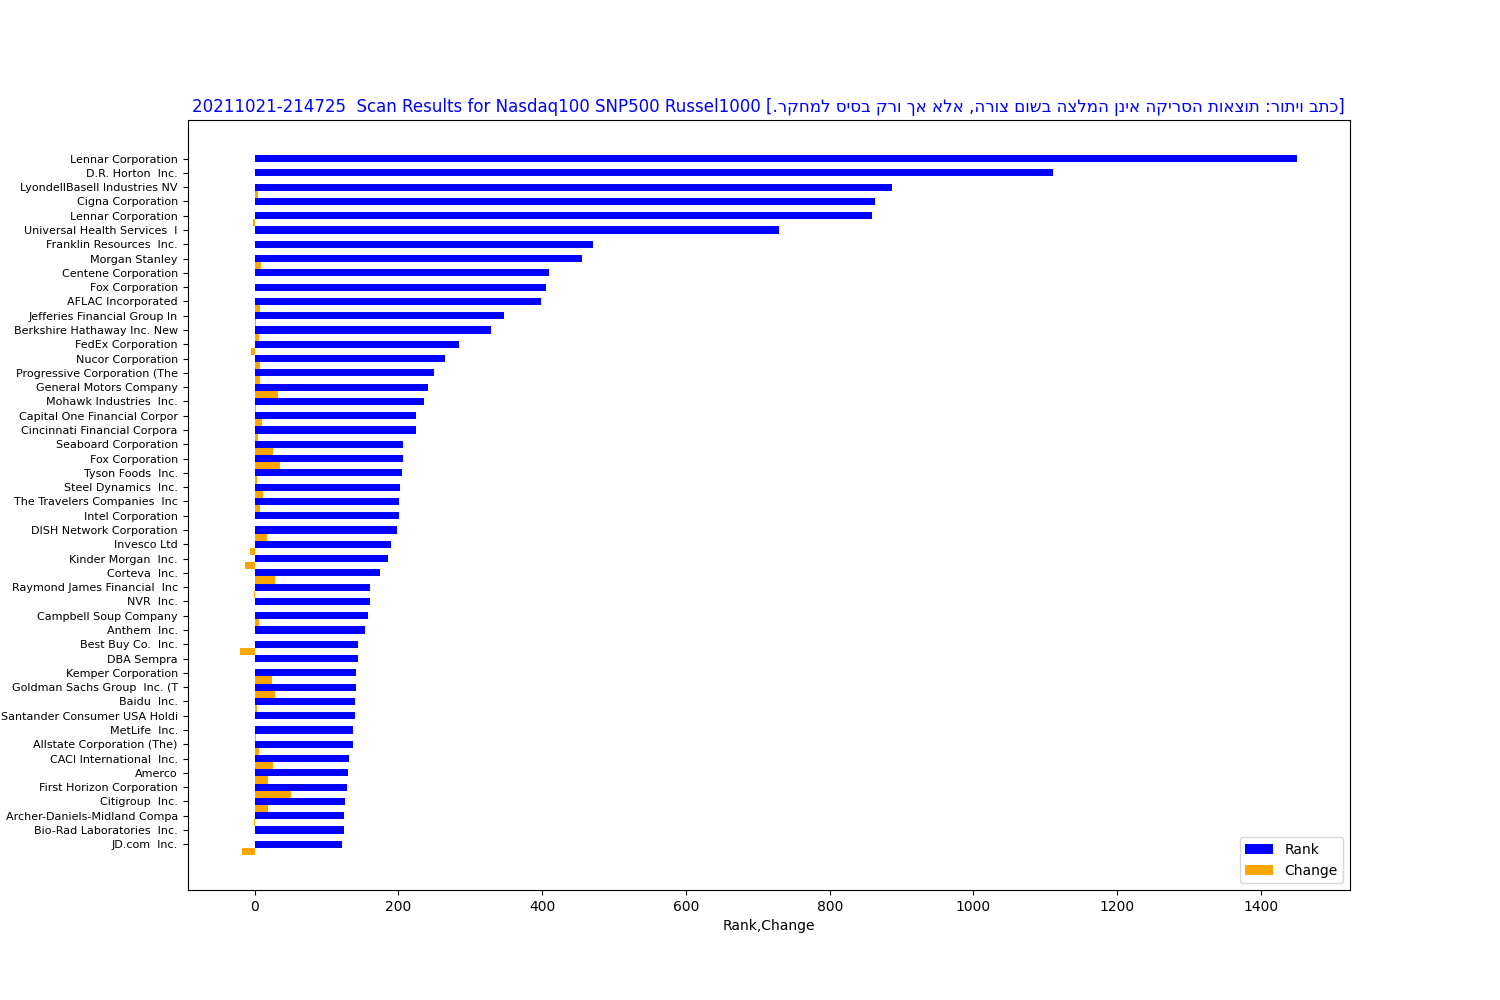 20211021-214725  Scan Results for Nasdaq100 SNP500 Russel1000 [כתב ויתור: תוצאות הסריקה אינן המלצה בשום צורה, אלא אך ורק בסיס למחקר.]
Lennar Corporation
D.R. Horton  Inc.
LyondellBasell Industries NV
Cigna Corporation
Lennar Corporation
Universal Health Services  I
Franklin Resources  Inc.
Morgan Stanley
Centene Corporation
Fox Corporation
AFLAC Incorporated
Jefferies Financial Group In
Berkshire Hathaway Inc. New
FedEx Corporation
Nucor Corporation
Progressive Corporation (The
General Motors Company
Mohawk Industries  Inc.
Capital One Financial Corpor
Cincinnati Financial Corpora
Seaboard Corporation
Fox Corporation
Tyson Foods  Inc.
Steel Dynamics  Inc.
The Travelers Companies  Inc
Intel Corporation
DISH Network Corporation
Invesco Ltd
Kinder Morgan  Inc.
Corteva  Inc.
Raymond James Financial  Inc
NVR  Inc.
Campbell Soup Company
Anthem  Inc.
Best Buy Co.  Inc.
DBA Sempra
Kemper Corporation
Goldman Sachs Group  Inc. (T
Baidu  Inc.
Santander Consumer USA Holdi
MetLife  Inc.
Allstate Corporation (The)
CACI International  Inc.
Amerco
First Horizon Corporation
Citigroup  Inc.
Archer-Daniels-Midland Compa
Bio-Rad Laboratories  Inc.
JD.com  Inc.
Rank
Change
0 200 400 600 800 1000 1200 1400
Rank,Change